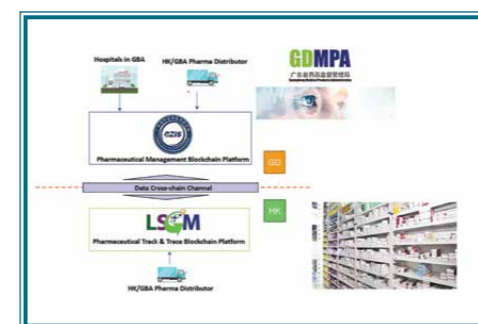 Hospitals in GBA
HK/GBA Pharma Distributor
GDMPA
广东省药品监督管理局
Pharmaceutical Management Blockchain Platform
GD
Data Cross-chain Channel
HK
LSCM
Pharmaceutical Track & Trace Blockchain Platform
HK/GBA Pharma Distributor